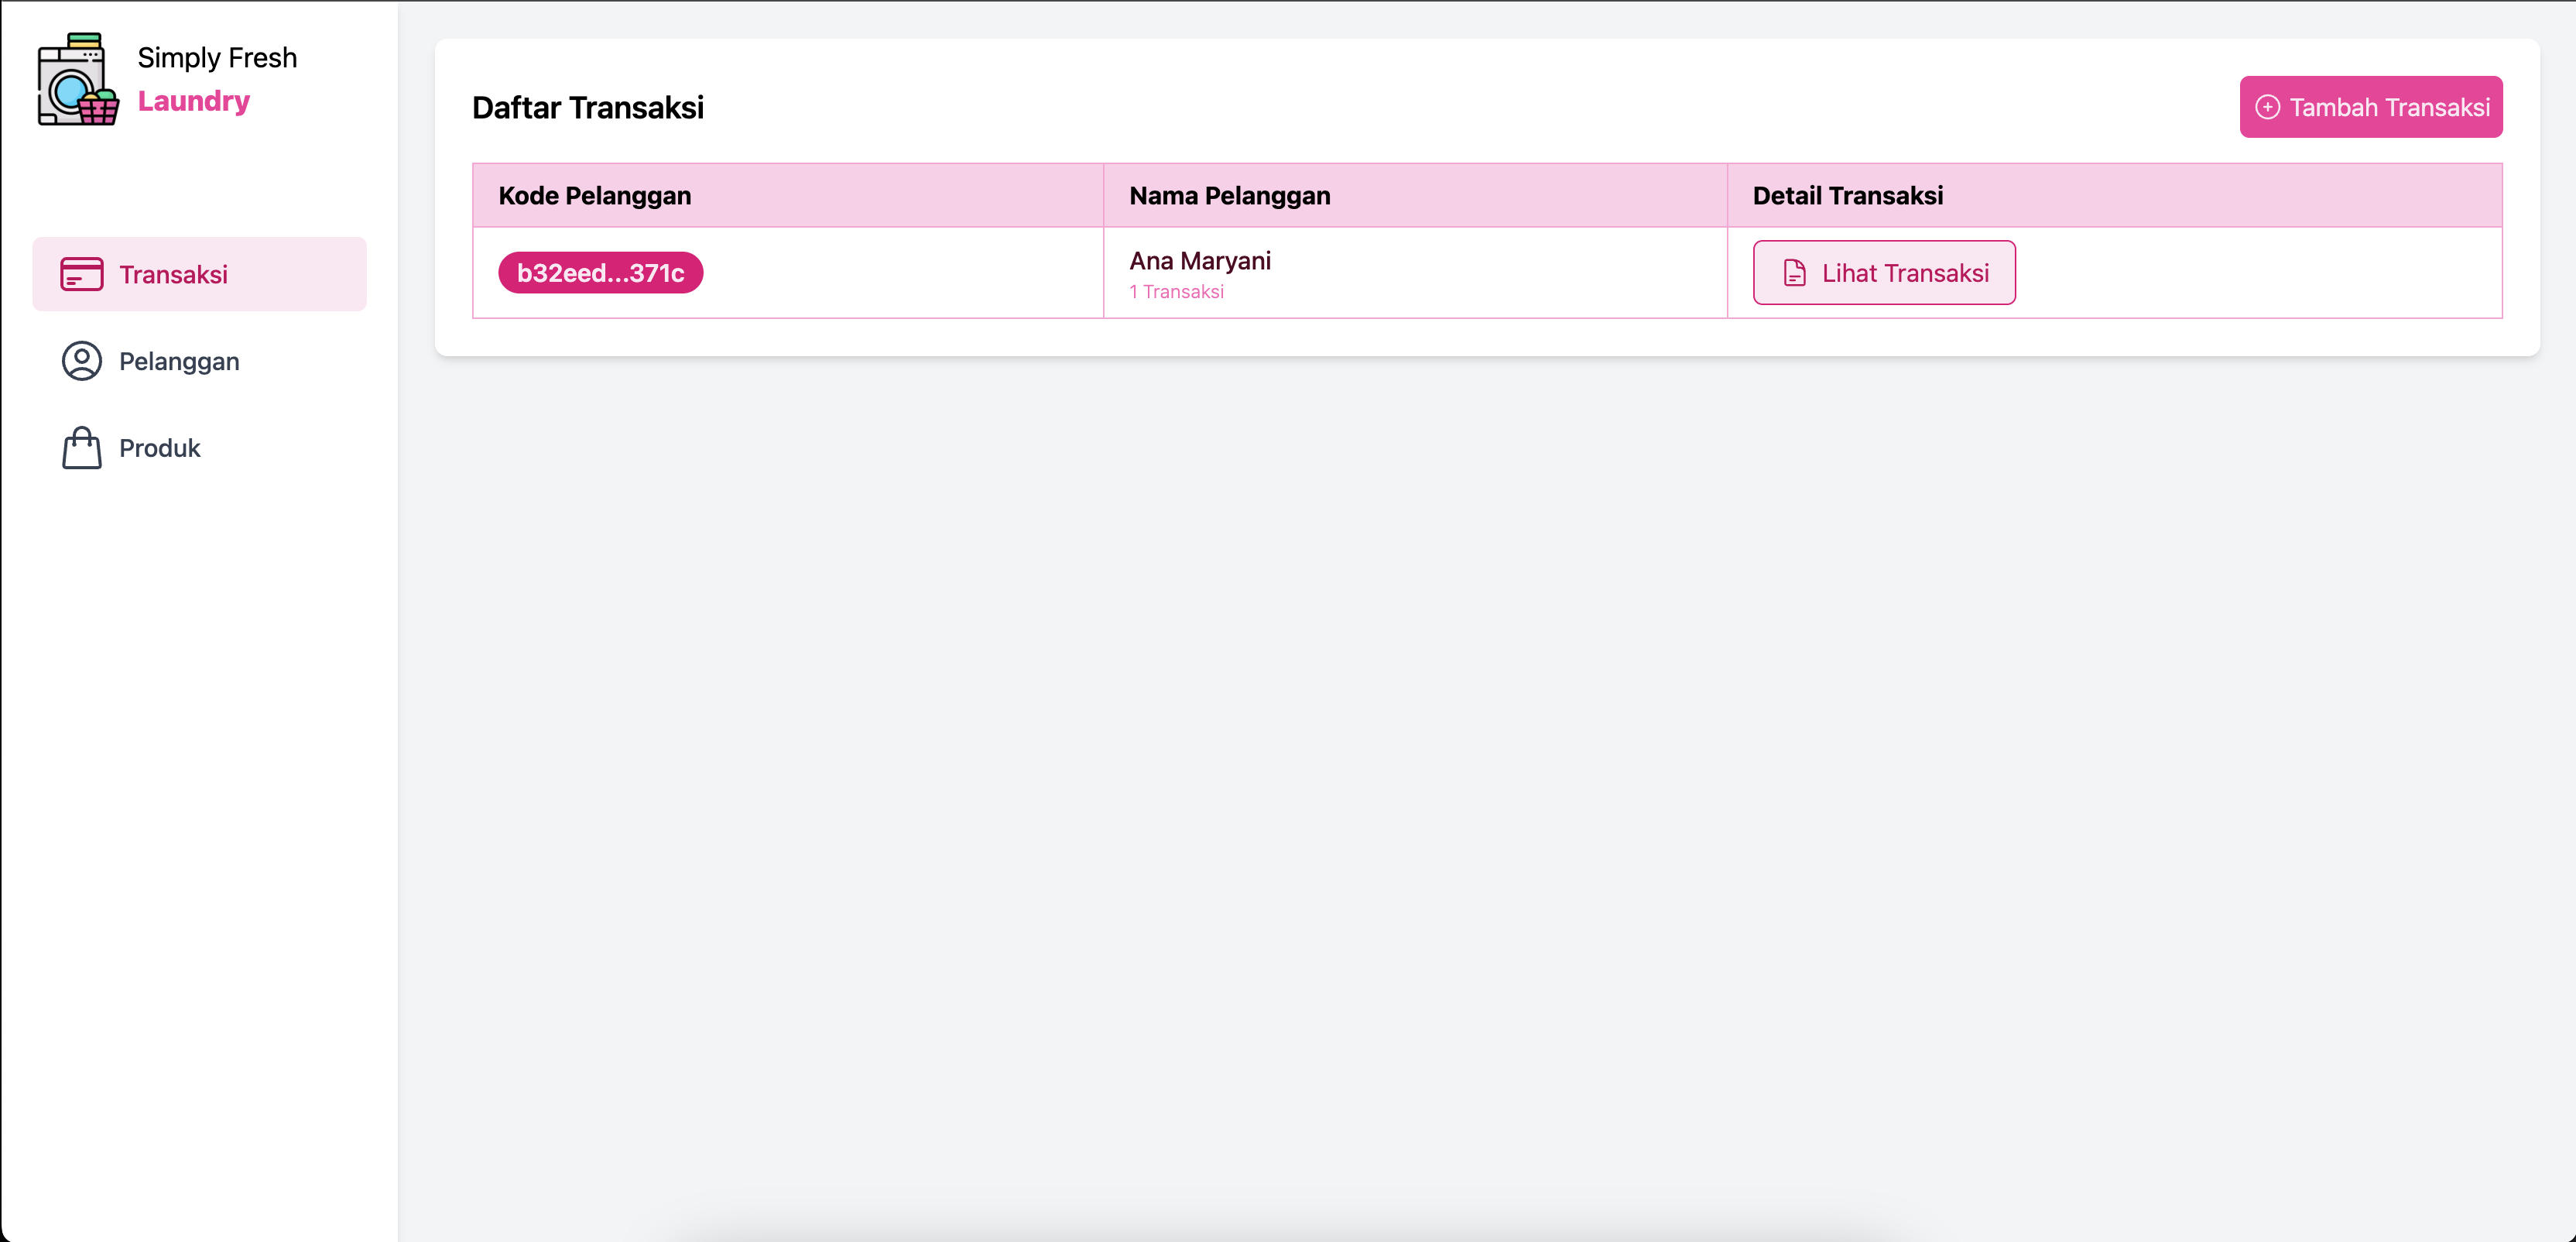 Simply Fresh
Laundry
Transaksi
Pelanggan
Produk
Daftar Transaksi
Tambah Transaksi
Kode Pelanggan
Nama Pelanggan
Detail Transaksi
b32eed...371c
Ana Maryani
1 Transaksi
Lihat Transaksi